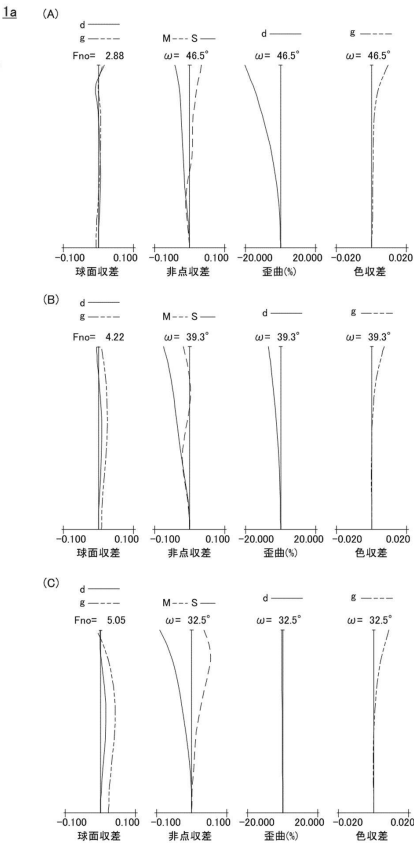 1a
(A)
d ———
g —-—-—
Fno= 2.88
M--- S——
ω= 46.5°
d ———
ω= 46.5°
g —-—-—
ω= 46.5°
-0.100 0.100
球面収差
-0.100 0.100
非点収差
-20.000 20.000
歪曲(%)
-0.020 0.020
色収差
(B)
d ———
g —-—-—
Fno= 4.22
M--- S——
ω= 39.3°
d ———
ω= 39.3°
g —-—-—
ω= 39.3°
-0.100 0.100
球面収差
-0.100 0.100
非点収差
-20.000 20.000
歪曲(%)
-0.020 0.020
色収差
(C)
d ———
g —-—-—
Fno= 5.05
M--- S——
ω= 32.5°
d ———
ω= 32.5°
g —-—-—
ω= 32.5°
-0.100 0.100
球面収差
-0.100 0.100
非点収差
-20.000 20.000
歪曲(%)
-0.020 0.020
色収差